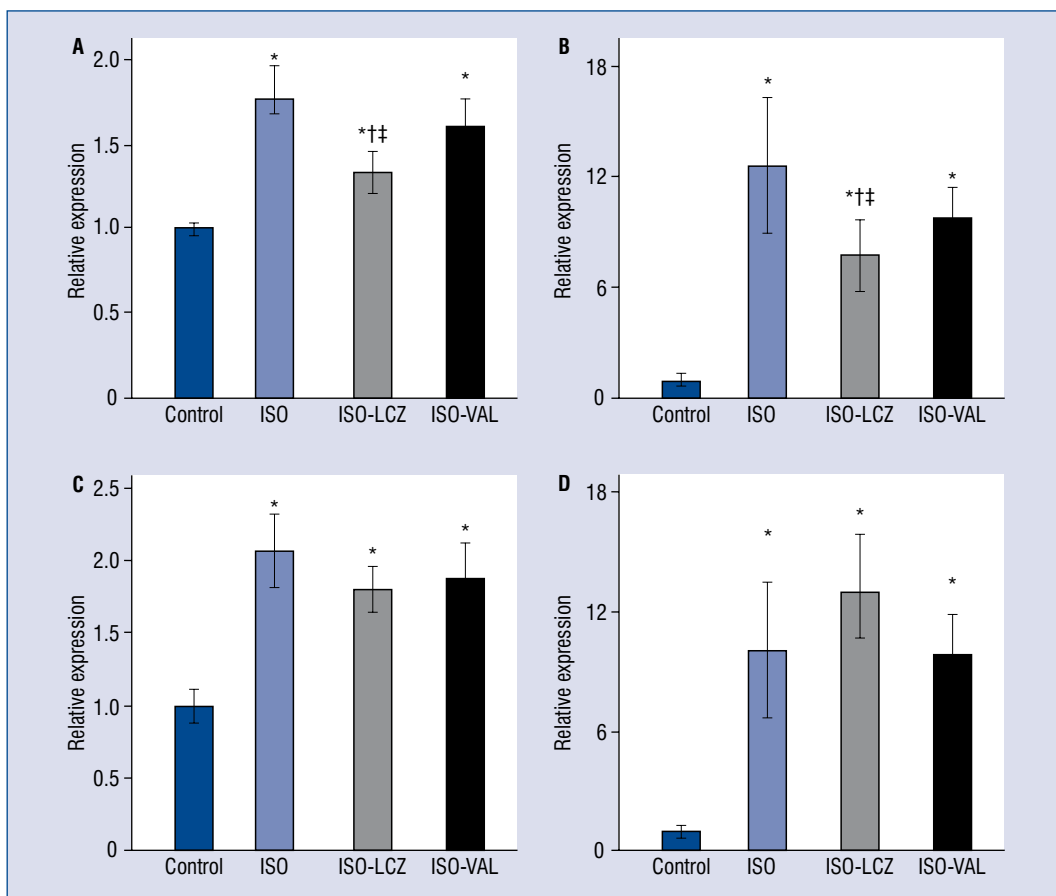 A
Relative expression
2.0
1.5
1.0
0.5
0
*
*†‡
*
Control ISO ISO-LCZ ISO-VAL
B
Relative expression
18
12
6
0
*
*†‡
*
Control ISO ISO-LCZ ISO-VAL
C
Relative expression
2.5
2.0
1.5
1.0
0.5
0
*
*
*
Control ISO ISO-LCZ ISO-VAL
D
Relative expression
18
12
6
0
*
*
*
Control ISO ISO-LCZ ISO-VAL